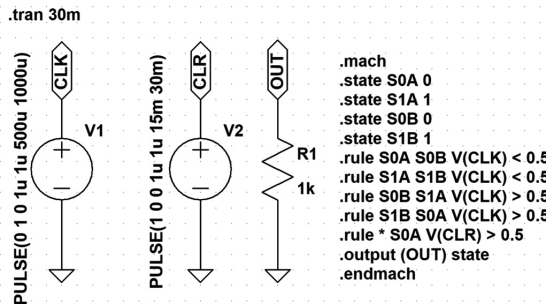 .tran 30m
CLK
CLR
OUT
PULSE(0 1 0 1u 1u 500u 1000u)
V1
PULSE(1 0 0 1u 1u 15m 30m)
V2
R1
1k
.mach
.state S0A 0
.state S1A 1
.state S0B 0
.state S1B 1
.rule S0A S0B V(CLK) < 0.5
.rule S1A S1B V(CLK) < 0.5
.rule S0B S1A V(CLK) > 0.5
.rule S1B S0A V(CLK) > 0.5
.rule * S0A V(CLR) > 0.5
.output (OUT) state
.endmach